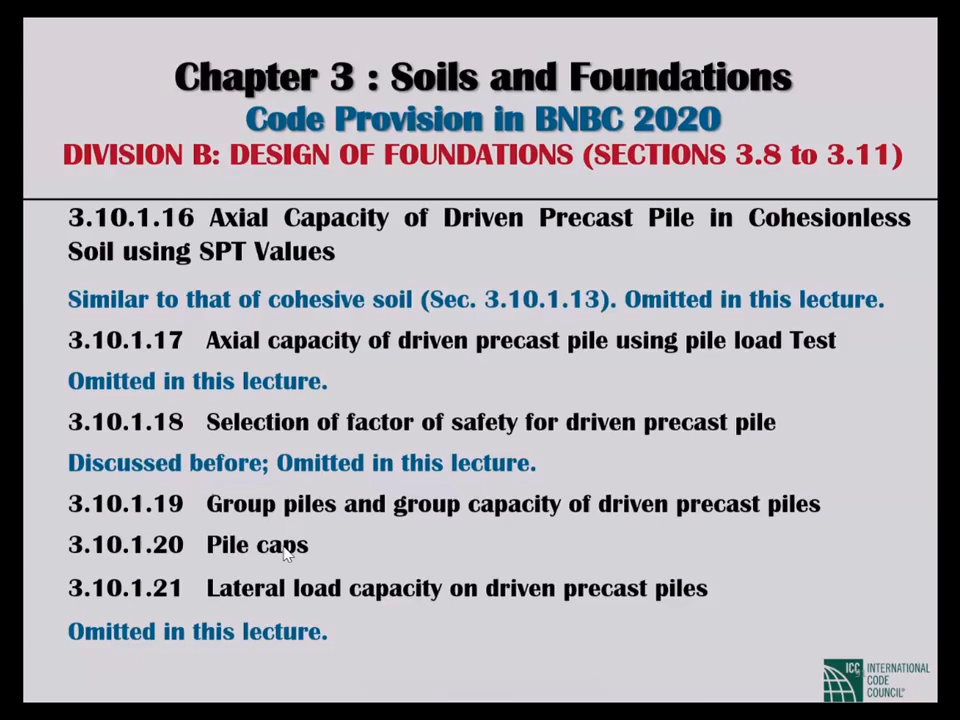 Chapter 3 : Soils and Foundations
Code Provision in BNBC 2020
DIVISION B: DESIGN OF FOUNDATIONS (SECTIONS 3.8 to 3.11)
3.10.1.16 Axial Capacity of Driven Precast Pile in Cohesionless
Soil using SPT Values
Similar to that of cohesive soil (Sec. 3.10.1.13). Omitted in this lecture.
3.10.1.17 Axial capacity of driven precast pile using pile load Test
Omitted in this lecture.
3.10.1.18 Selection of factor of safety for driven precast pile
Discussed before; Omitted in this lecture.
3.10.1.19 Group piles and group capacity of driven precast piles
3.10.1.20 Pile caps
3.10.1.21 Lateral load capacity on driven precast piles
Omitted in this lecture.
ICC INTERNATIONAL
CODE
COUNCIL®